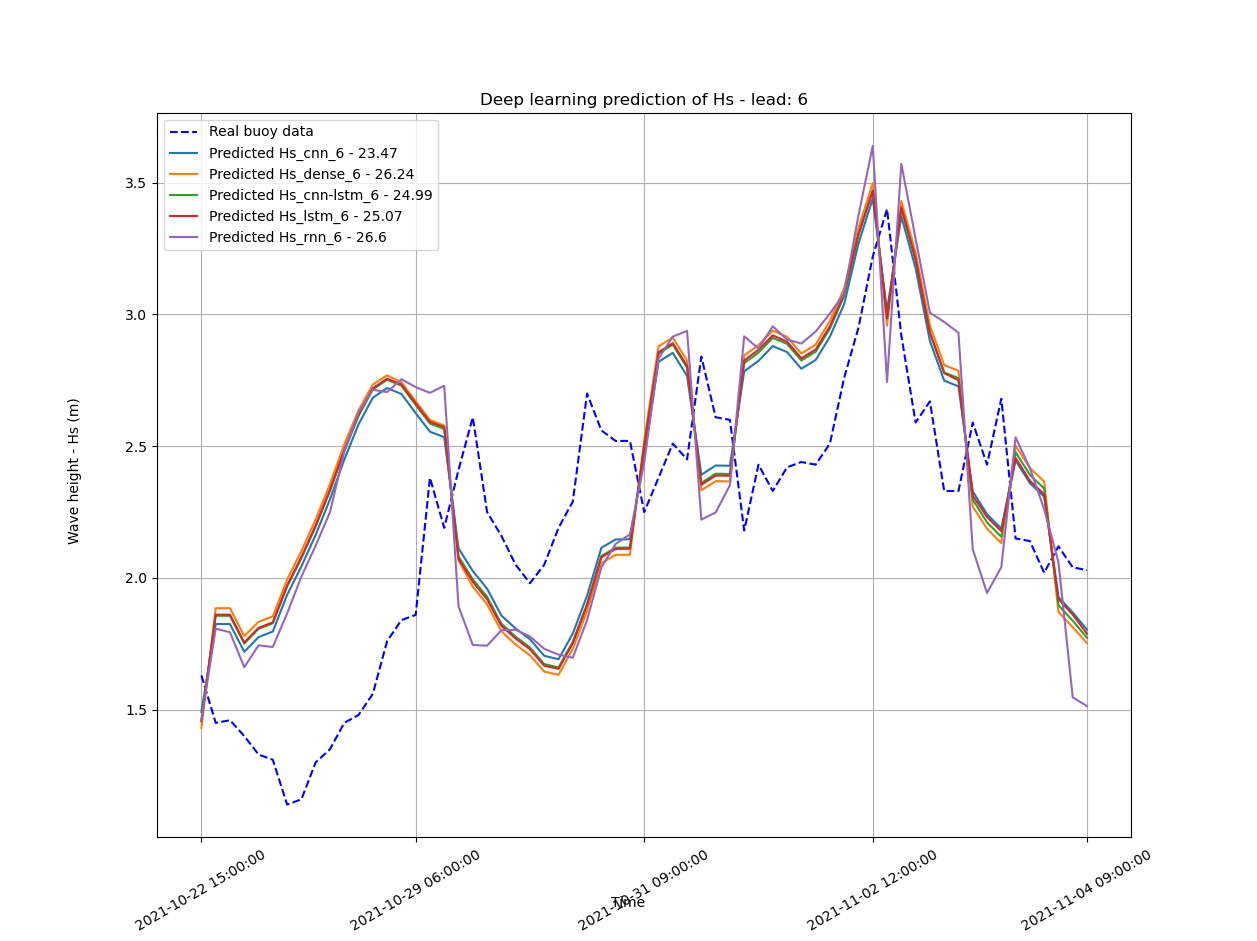 Deep learning prediction of Hs - lead: 6
Real buoy data
Predicted Hs_cnn_6 - 23.47
Predicted Hs_dense_6 - 26.24
Predicted Hs_cnn-lstm_6 - 24.99
Predicted Hs_lstm_6 - 25.07
Predicted Hs_rnn_6 - 26.6
3.5
3.0
2.5
2.0
1.5
Wave height - Hs (m)
2021-10-22 15:00:00
2021-10-29 06:00:00
2021-10-31 09:00:00
2021-11-02 12:00:00
2021-11-04 09:00:00
Time